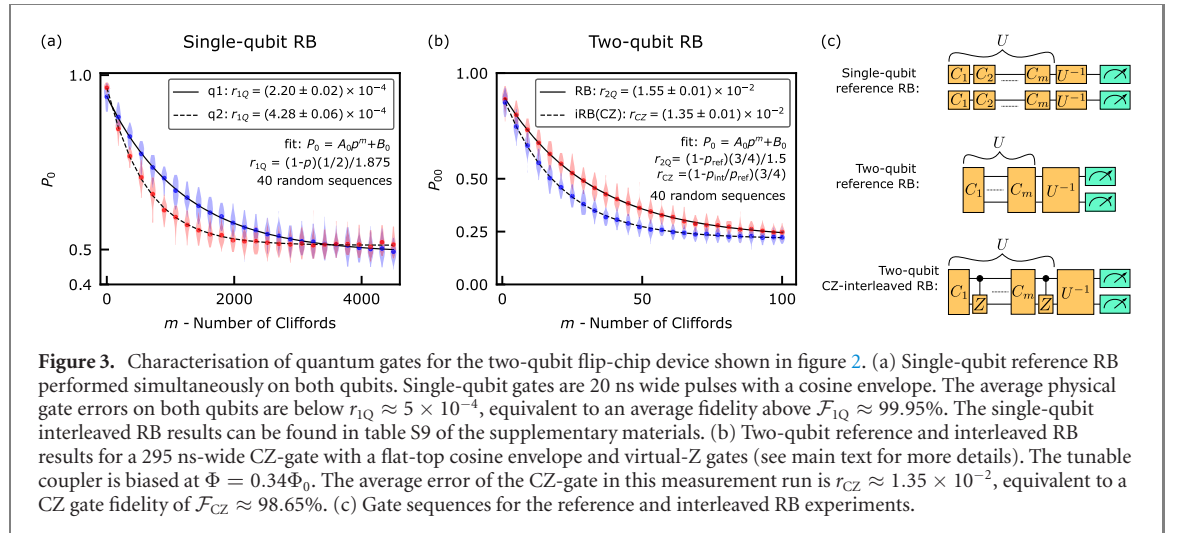 (a) Single-qubit RB
1.0
0.5
0.4
P0
0 2000 4000
m - Number of Cliffords
q1: r1Q = (2.20 ± 0.02) × 10−4
q2: r1Q = (4.28 ± 0.06) × 10−4
fit: P0 = A0p^m+B0
r1Q = (1-p)(1/2)/1.875
40 random sequences
(b) Two-qubit RB
1.00
0.50
0.25
0.00
P00
0 50 100
m - Number of Cliffords
RB: r2Q = (1.55 ± 0.01) × 10−2
iRB(CZ): rCZ = (1.35 ± 0.01) × 10−2
fit: P0 = A0p^m+B0
r2Q= (1-pref)(3/4)/1.5
rCZ =(1-pint/pref)(3/4)
40 random sequences
(c)
U
Single-qubit
reference RB:
C1 C2 ...... Cm U−1
C1 C2 ...... Cm U−1
U
Two-qubit
reference RB:
C1 ...... Cm U−1
U
Two-qubit
CZ-interleaved RB:
C1 Z ...... Cm Z U−1
Figure 3. Characterisation of quantum gates for the two-qubit flip-chip device shown in figure 2. (a) Single-qubit reference RB
performed simultaneously on both qubits. Single-qubit gates are 20 ns wide pulses with a cosine envelope. The average physical
gate errors on both qubits are below r1Q ≈ 5 × 10−4, equivalent to an average fidelity above F1Q ≈ 99.95%. The single-qubit
interleaved RB results can be found in table S9 of the supplementary materials. (b) Two-qubit reference and interleaved RB
results for a 295 ns-wide CZ-gate with a flat-top cosine envelope and virtual-Z gates (see main text for more details). The tunable
coupler is biased at Φ = 0.34Φ0. The average error of the CZ-gate in this measurement run is rCZ ≈ 1.35 × 10−2, equivalent to a
CZ gate fidelity of FCZ ≈ 98.65%. (c) Gate sequences for the reference and interleaved RB experiments.